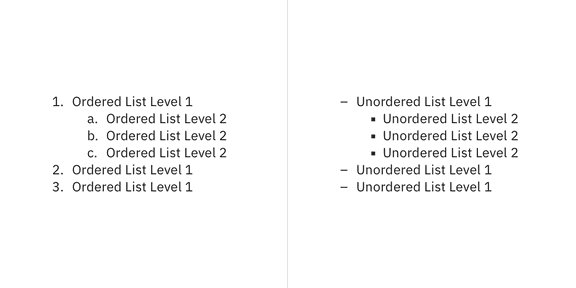 1. Ordered List Level 1
a. Ordered List Level 2
b. Ordered List Level 2
c. Ordered List Level 2
2. Ordered List Level 1
3. Ordered List Level 1
– Unordered List Level 1
▪ Unordered List Level 2
▪ Unordered List Level 2
▪ Unordered List Level 2
– Unordered List Level 1
– Unordered List Level 1